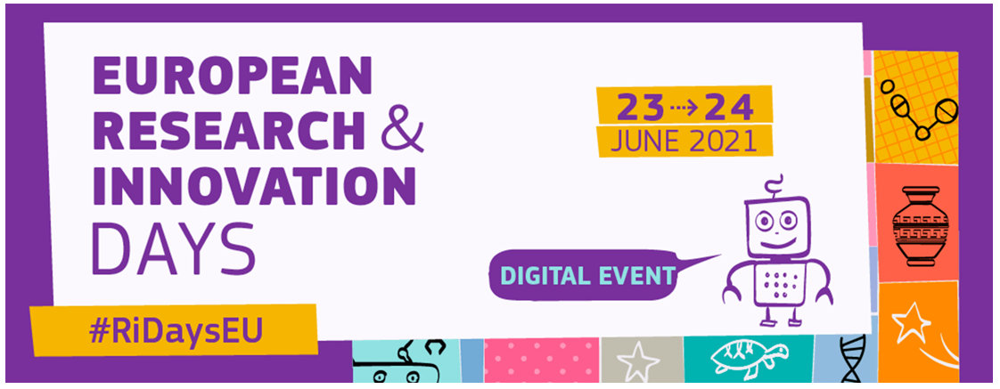 EUROPEAN
RESEARCH &
INNOVATION
DAYS
23 ⇢ 24
JUNE 2021
DIGITAL EVENT
#RiDaysEU